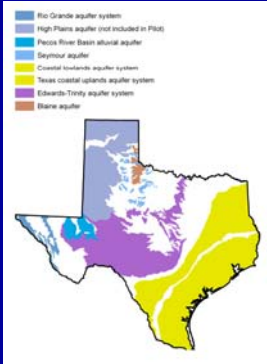 Rio Grande aquifer system
High Plains aquifer (not included in Pilot)
Pecos River Basin alluvial aquifer
Seymour aquifer
Coastal lowlands aquifer system
Texas coastal uplands aquifer system
Edwards-Trinity aquifer system
Blaine aquifer